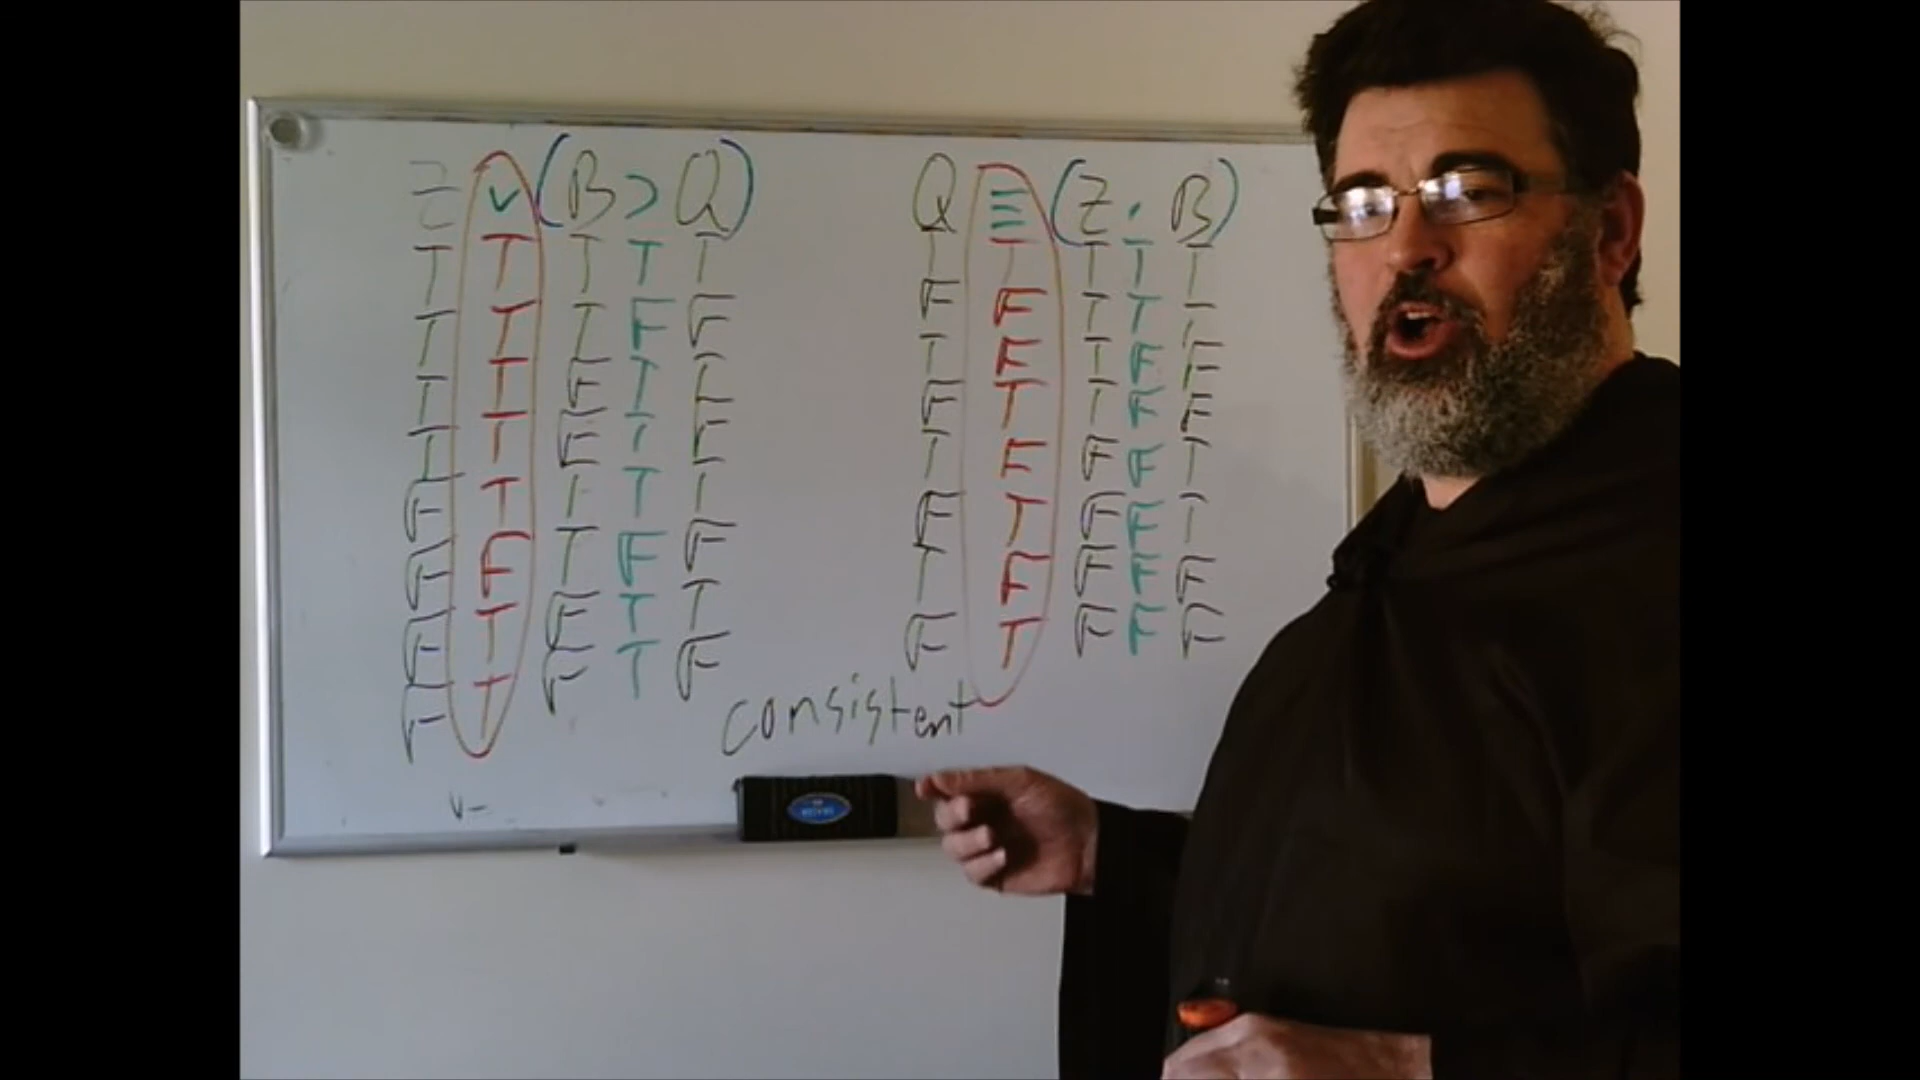 Z ∨ (B ⊃ Q) Q ≡ (Z · B)
T T T T T T T T T T
T T T F F F F T T T
T T F T T T F T F F
T T F T F F T T F F
F T T T T T F F F T
F F T F F F T F F T
F T F T T T F F F F
F T F T F F T F F F
consistent